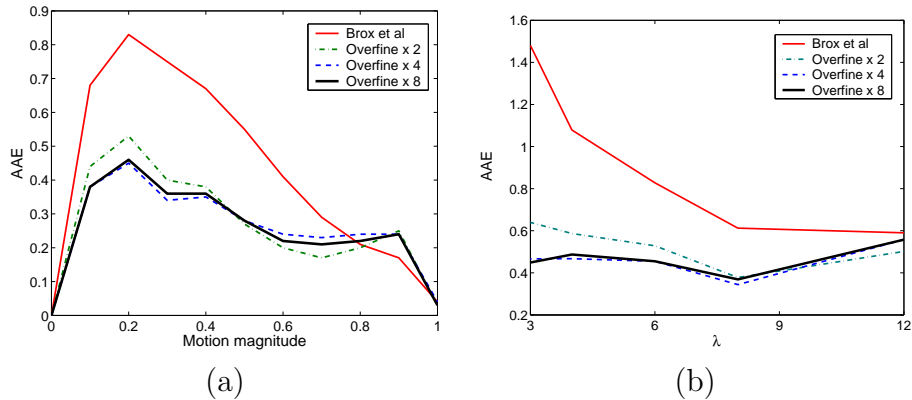 0.9
0.8
0.7
0.6
0.5
0.4
0.3
0.2
0.1
0
AAE
0 0.2 0.4 0.6 0.8 1
Motion magnitude
Brox et al
Overfine x 2
Overfine x 4
Overfine x 8
(a)
1.6
1.4
1.2
1
0.8
0.6
0.4
0.2
AAE
3 6 9 12
λ
Brox et al
Overfine x 2
Overfine x 4
Overfine x 8
(b)